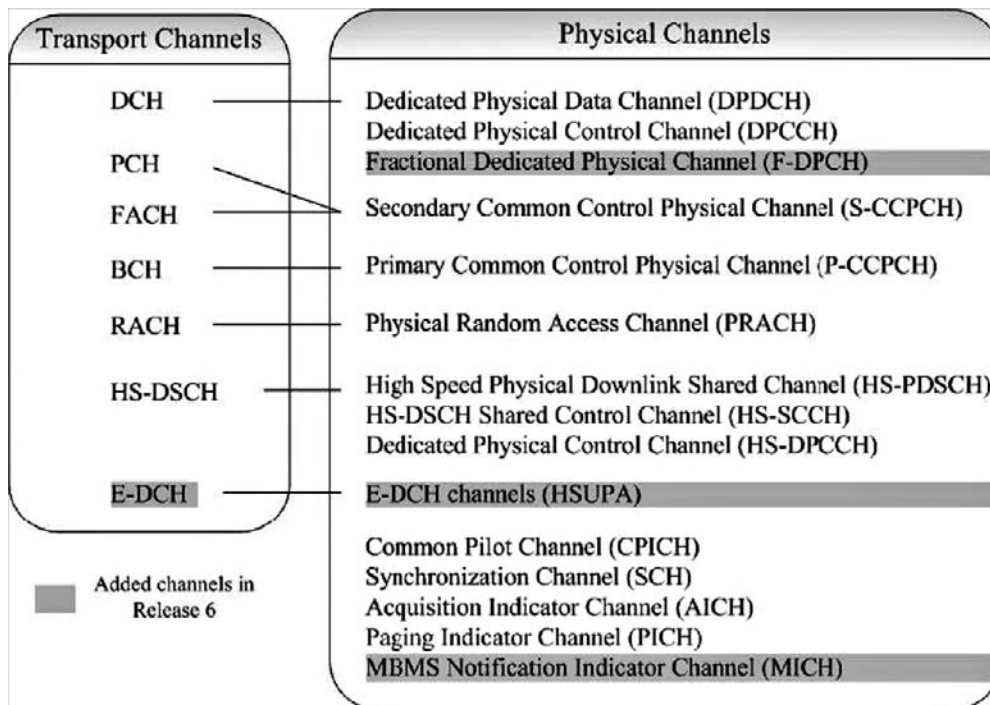 Transport Channels
DCH
PCH
FACH
BCH
RACH
HS-DSCH
E-DCH
Added channels in
Release 6
Physical Channels
Dedicated Physical Data Channel (DPDCH)
Dedicated Physical Control Channel (DPCCH)
Fractional Dedicated Physical Channel (F-DPCH)
Secondary Common Control Physical Channel (S-CCPCH)
Primary Common Control Physical Channel (P-CCPCH)
Physical Random Access Channel (PRACH)
High Speed Physical Downlink Shared Channel (HS-PDSCH)
HS-DSCH Shared Control Channel (HS-SCCH)
Dedicated Physical Control Channel (HS-DPCCH)
E-DCH channels (HSUPA)
Common Pilot Channel (CPICH)
Synchronization Channel (SCH)
Acquisition Indicator Channel (AICH)
Paging Indicator Channel (PICH)
MBMS Notification Indicator Channel (MICH)